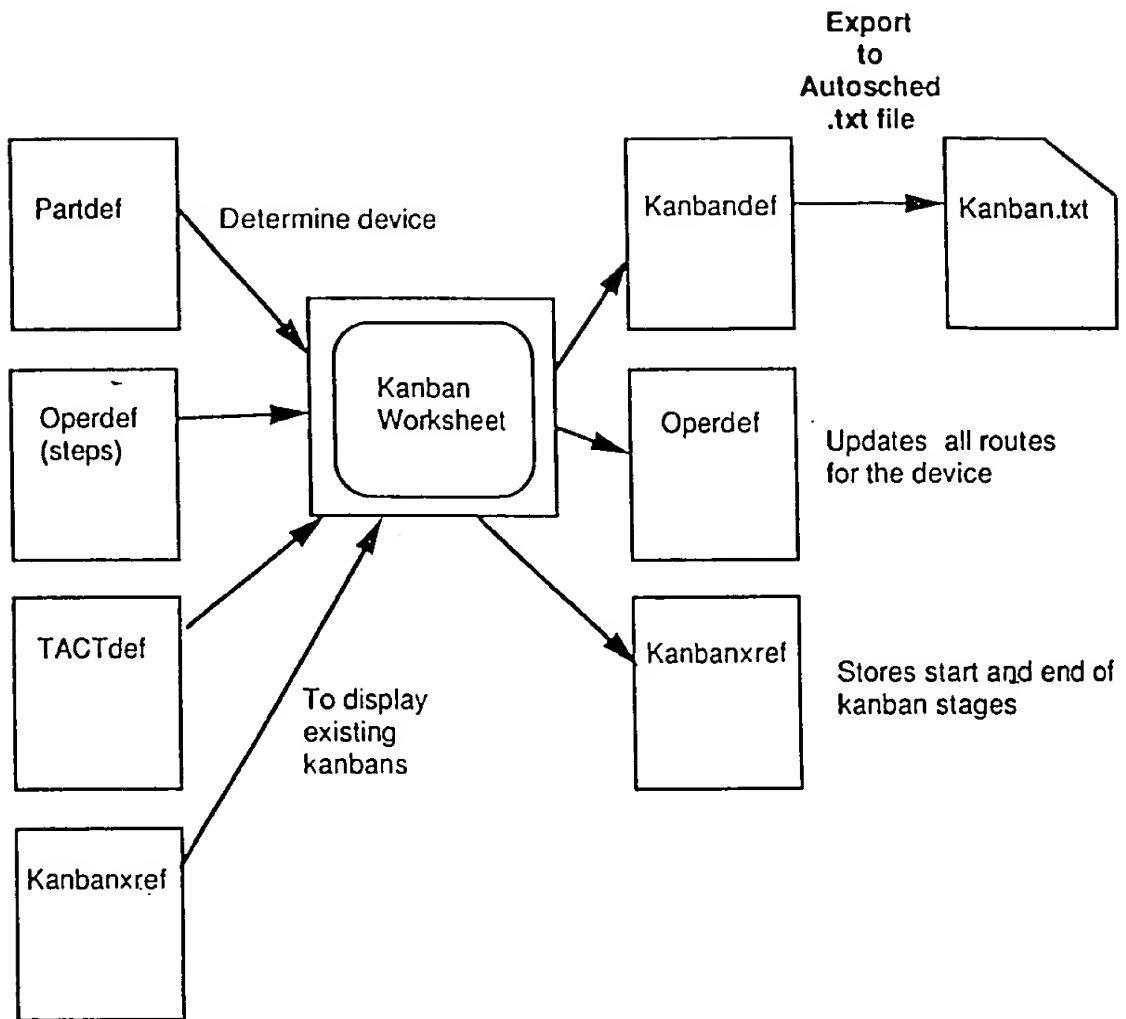 Export
to
Autosched
.txt file
Partdef
Determine device
Kanbandef
Kanban.txt
Operdef
(steps)
Kanban
Worksheet
Operdef
Updates all routes
for the device
TACTdef
To display
existing
kanbans
Kanbanxref
Stores start and end of
kanban stages
Kanbanxref